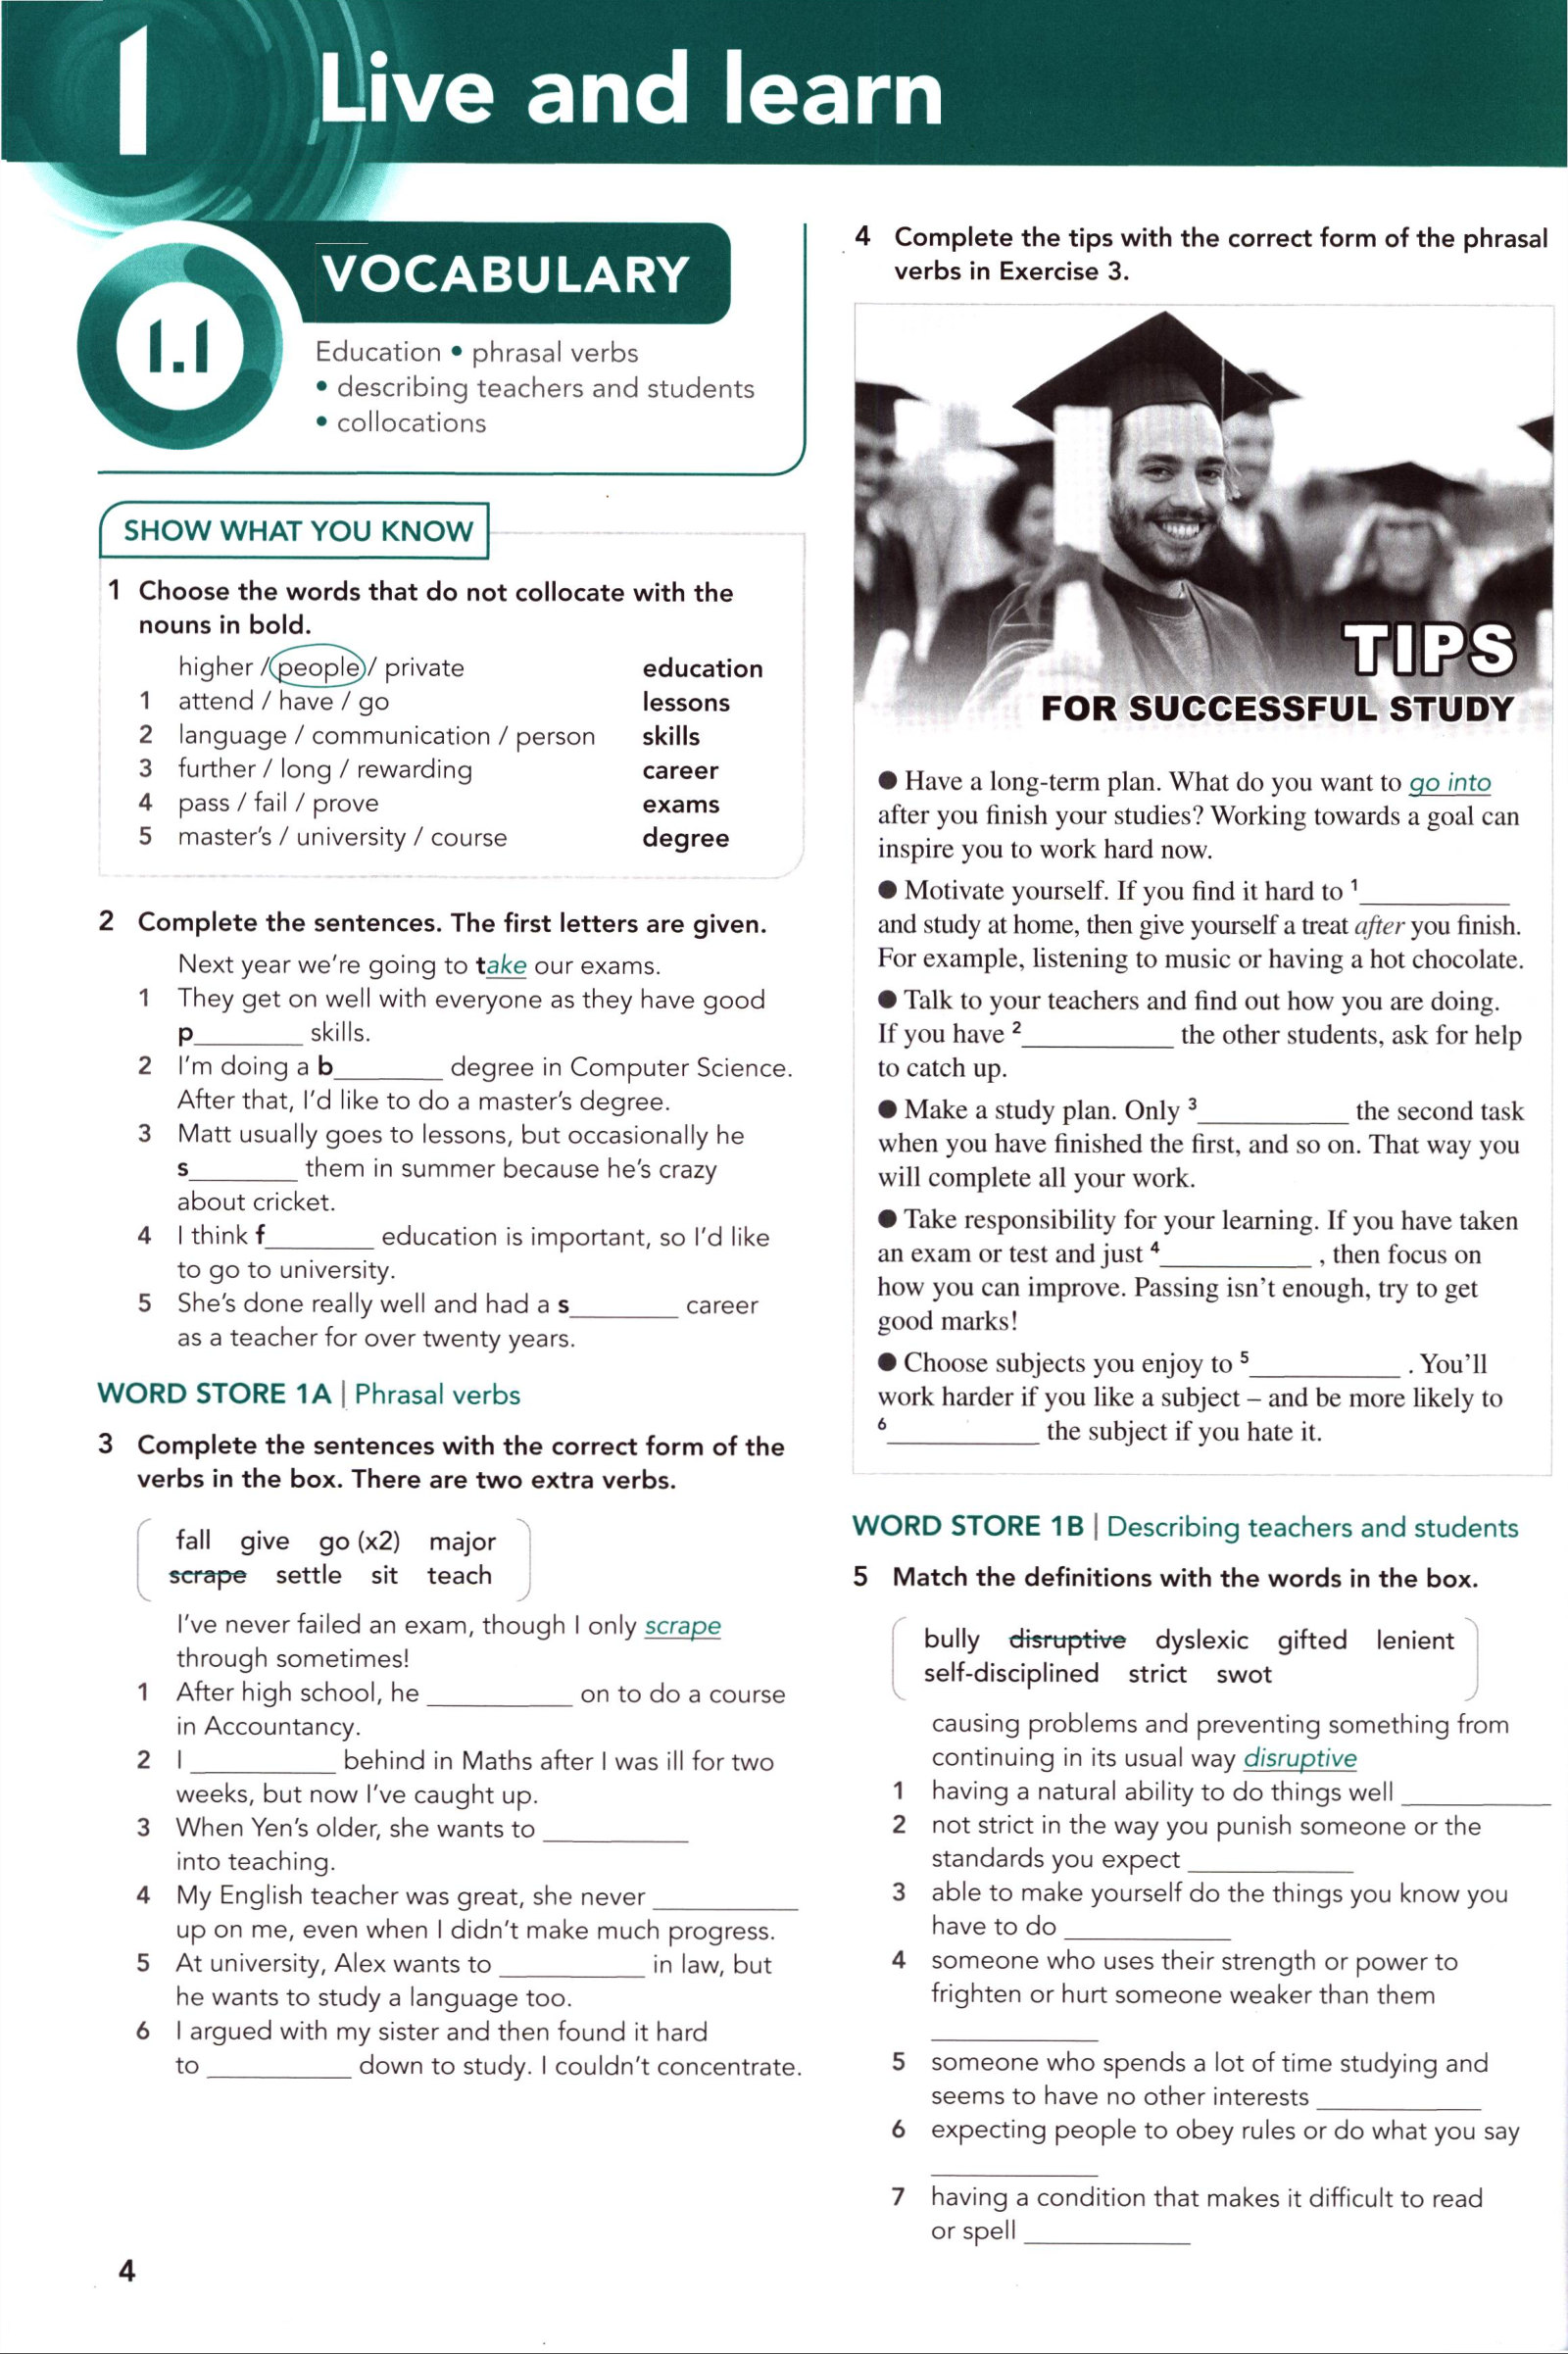 1 Live and learn
1.1
VOCABULARY
Education • phrasal verbs
• describing teachers and students
• collocations
SHOW WHAT YOU KNOW
1 Choose the words that do not collocate with the
nouns in bold.
higher / people / private education
1 attend / have / go lessons
2 language / communication / person skills
3 further / long / rewarding career
4 pass / fail / prove exams
5 master's / university / course degree
2 Complete the sentences. The first letters are given.
Next year we're going to take our exams.
1 They get on well with everyone as they have good
p________ skills.
2 I'm doing a b________ degree in Computer Science.
After that, I'd like to do a master's degree.
3 Matt usually goes to lessons, but occasionally he
s________ them in summer because he's crazy
about cricket.
4 I think f________ education is important, so I'd like
to go to university.
5 She's done really well and had a s________ career
as a teacher for over twenty years.
WORD STORE 1A | Phrasal verbs
3 Complete the sentences with the correct form of the
verbs in the box. There are two extra verbs.
fall give go (x2) major
scrape settle sit teach
I've never failed an exam, though I only scrape
through sometimes!
1 After high school, he ___________ on to do a course
in Accountancy.
2 I ___________ behind in Maths after I was ill for two
weeks, but now I've caught up.
3 When Yen's older, she wants to ___________
into teaching.
4 My English teacher was great, she never ___________
up on me, even when I didn't make much progress.
5 At university, Alex wants to ___________ in law, but
he wants to study a language too.
6 I argued with my sister and then found it hard
to ___________ down to study. I couldn't concentrate.
4
4 Complete the tips with the correct form of the phrasal
verbs in Exercise 3.
TIPS
FOR SUCCESSFUL STUDY
● Have a long-term plan. What do you want to go into
after you finish your studies? Working towards a goal can
inspire you to work hard now.
● Motivate yourself. If you find it hard to ¹___________
and study at home, then give yourself a treat after you finish.
For example, listening to music or having a hot chocolate.
● Talk to your teachers and find out how you are doing.
If you have ²___________ the other students, ask for help
to catch up.
● Make a study plan. Only ³___________ the second task
when you have finished the first, and so on. That way you
will complete all your work.
● Take responsibility for your learning. If you have taken
an exam or test and just ⁴___________ , then focus on
how you can improve. Passing isn't enough, try to get
good marks!
● Choose subjects you enjoy to ⁵___________ . You'll
work harder if you like a subject – and be more likely to
⁶___________ the subject if you hate it.
WORD STORE 1B | Describing teachers and students
5 Match the definitions with the words in the box.
bully disruptive dyslexic gifted lenient
self-disciplined strict swot
causing problems and preventing something from
continuing in its usual way disruptive
1 having a natural ability to do things well ___________
2 not strict in the way you punish someone or the
standards you expect ____________
3 able to make yourself do the things you know you
have to do ____________
4 someone who uses their strength or power to
frighten or hurt someone weaker than them
____________
5 someone who spends a lot of time studying and
seems to have no other interests ____________
6 expecting people to obey rules or do what you say
____________
7 having a condition that makes it difficult to read
or spell ____________